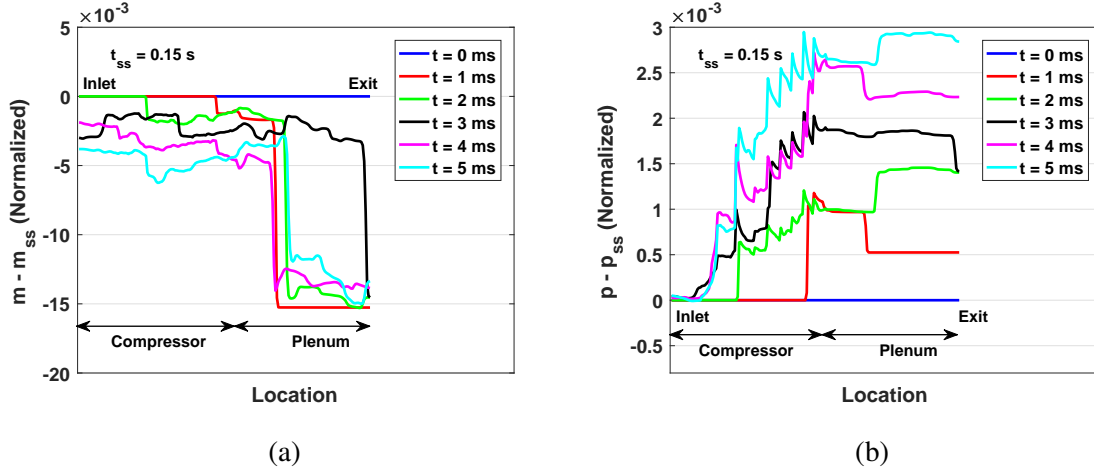 ×10⁻³
5
0
-5
-10
-15
-20
m - m_ss (Normalized)
t_ss = 0.15 s
Inlet
Exit
t = 0 ms
t = 1 ms
t = 2 ms
t = 3 ms
t = 4 ms
t = 5 ms
Compressor
Plenum
Location
(a)
×10⁻³
3
2.5
2
1.5
1
0.5
0
-0.5
p - p_ss (Normalized)
t_ss = 0.15 s
t = 0 ms
t = 1 ms
t = 2 ms
t = 3 ms
t = 4 ms
t = 5 ms
Inlet
Exit
Compressor
Plenum
Location
(b)